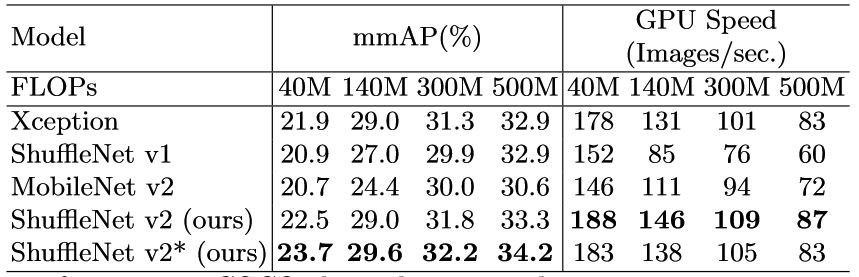 Model mmAP(%) GPU Speed
(Images/sec.)
FLOPs 40M 140M 300M 500M 40M 140M 300M 500M
Xception 21.9 29.0 31.3 32.9 178 131 101 83
ShuffleNet v1 20.9 27.0 29.9 32.9 152 85 76 60
MobileNet v2 20.7 24.4 30.0 30.6 146 111 94 72
ShuffleNet v2 (ours) 22.5 29.0 31.8 33.3 188 146 109 87
ShuffleNet v2* (ours) 23.7 29.6 32.2 34.2 183 138 105 83